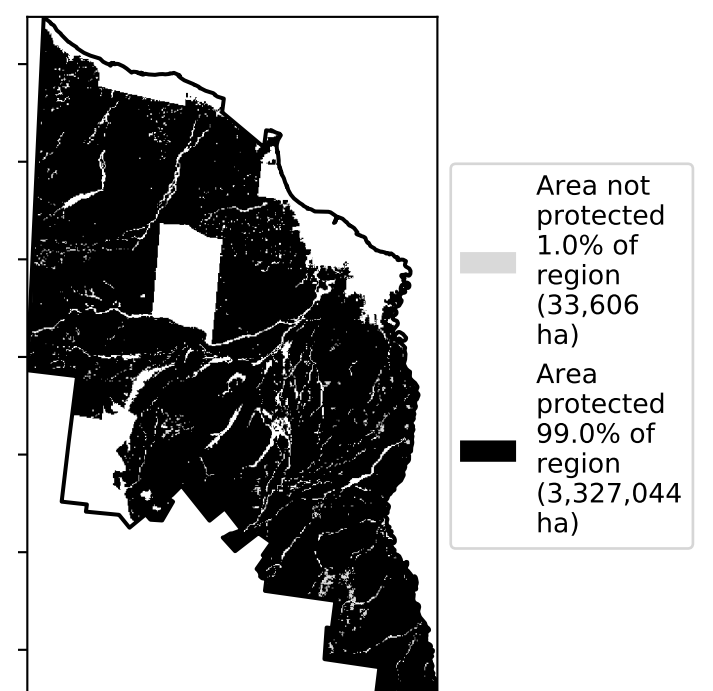 Area not
protected
1.0% of
region
(33,606
ha)
Area
protected
99.0% of
region
(3,327,044
ha)